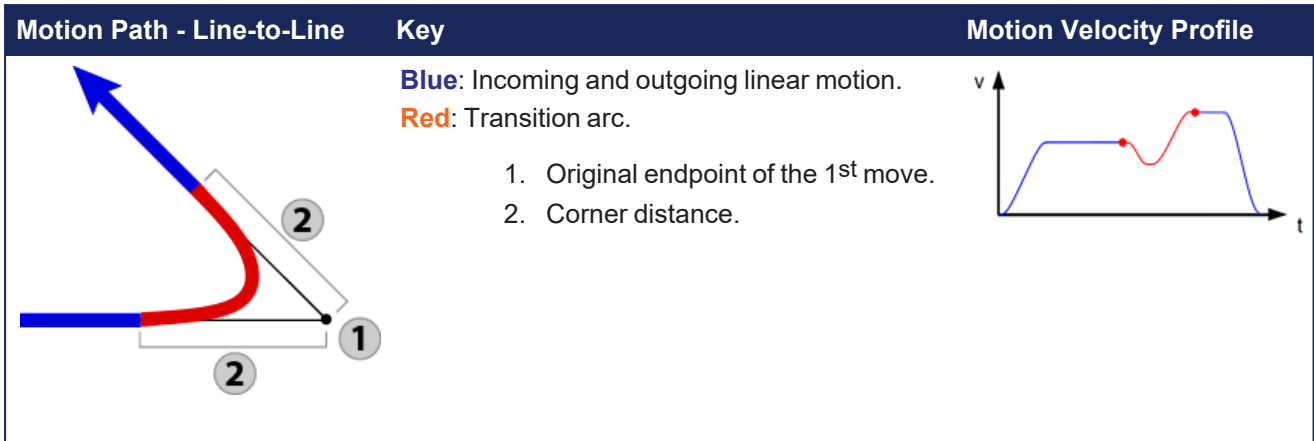 Motion Path - Line-to-Line Key Motion Velocity Profile
Blue: Incoming and outgoing linear motion.
Red: Transition arc.
1. Original endpoint of the 1st move.
2. Corner distance.
2
1
2
v
t